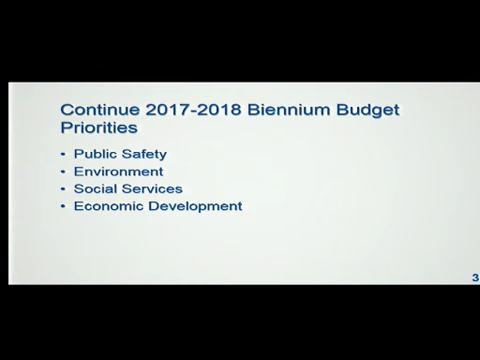 Continue 2017-2018 Biennium Budget
Priorities
• Public Safety
• Environment
• Social Services
• Economic Development
3